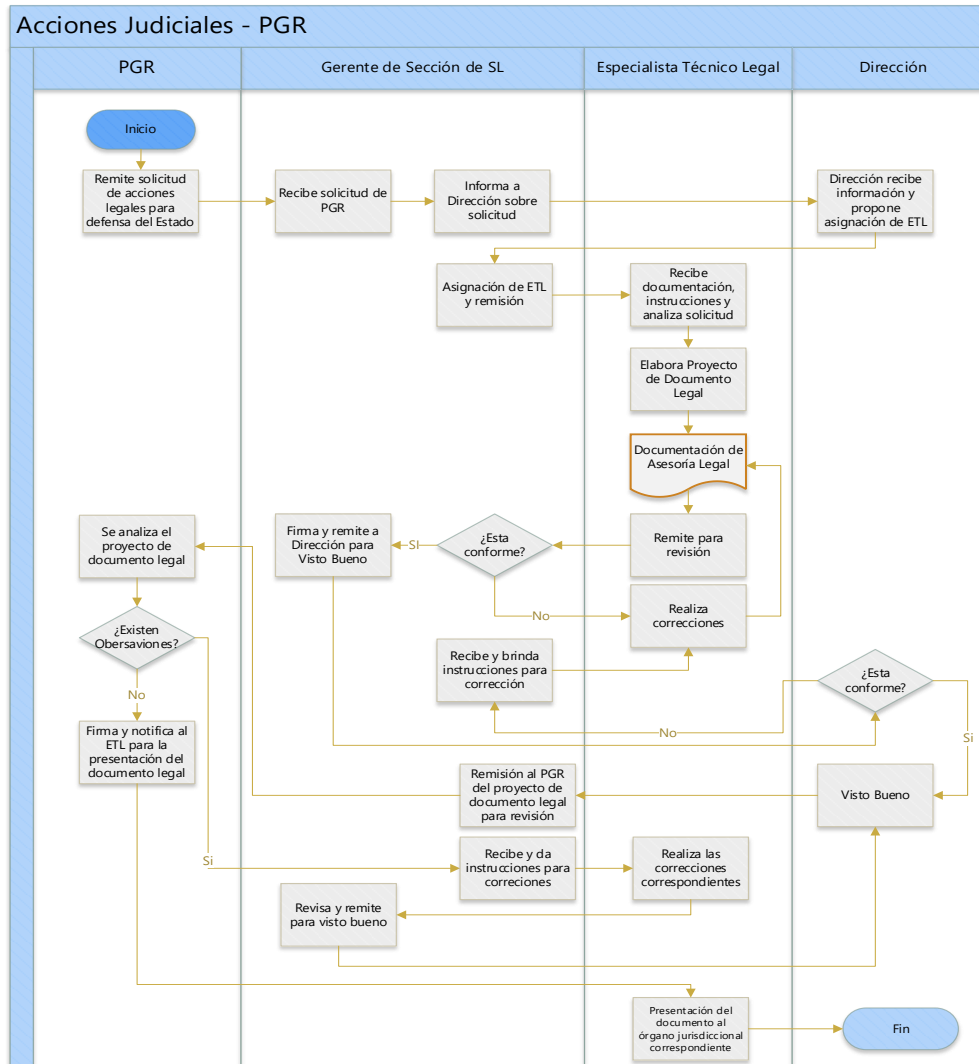 Acciones Judiciales - PGR
PGR
Gerente de Sección de SL
Especialista Técnico Legal
Dirección
Inicio
Remite solicitud
de acciones
legales para
defensa del Estado
Recibe solicitud de
PGR
Informa a
Dirección sobre
solicitud
Dirección recibe
información y
propone
asignación de ETL
Asignación de ETL
y remisión
Recibe
documentación,
instrucciones y
analiza solicitud
Elabora Proyecto
de Documento
Legal
Documentación de
Asesoría Legal
Se analiza el
proyecto de
documento legal
Firma y remite a
Dirección para
Visto Bueno
SI
¿Esta
conforme?
Remite para
revisión
No
Realiza
correcciones
¿Existen
Obersaviones?
Recibe y brinda
instrucciones para
corrección
¿Esta
conforme?
No
No
Si
Firma y notifica al
ETL para la
presentación del
documento legal
Remisión al PGR
del proyecto de
documento legal
para revisión
Visto Bueno
Si
Recibe y da
instrucciones para
correciones
Realiza las
correcciones
correspondientes
Revisa y remite
para visto bueno
Presentación del
documento al
órgano jurisdiccional
correspondiente
Fin